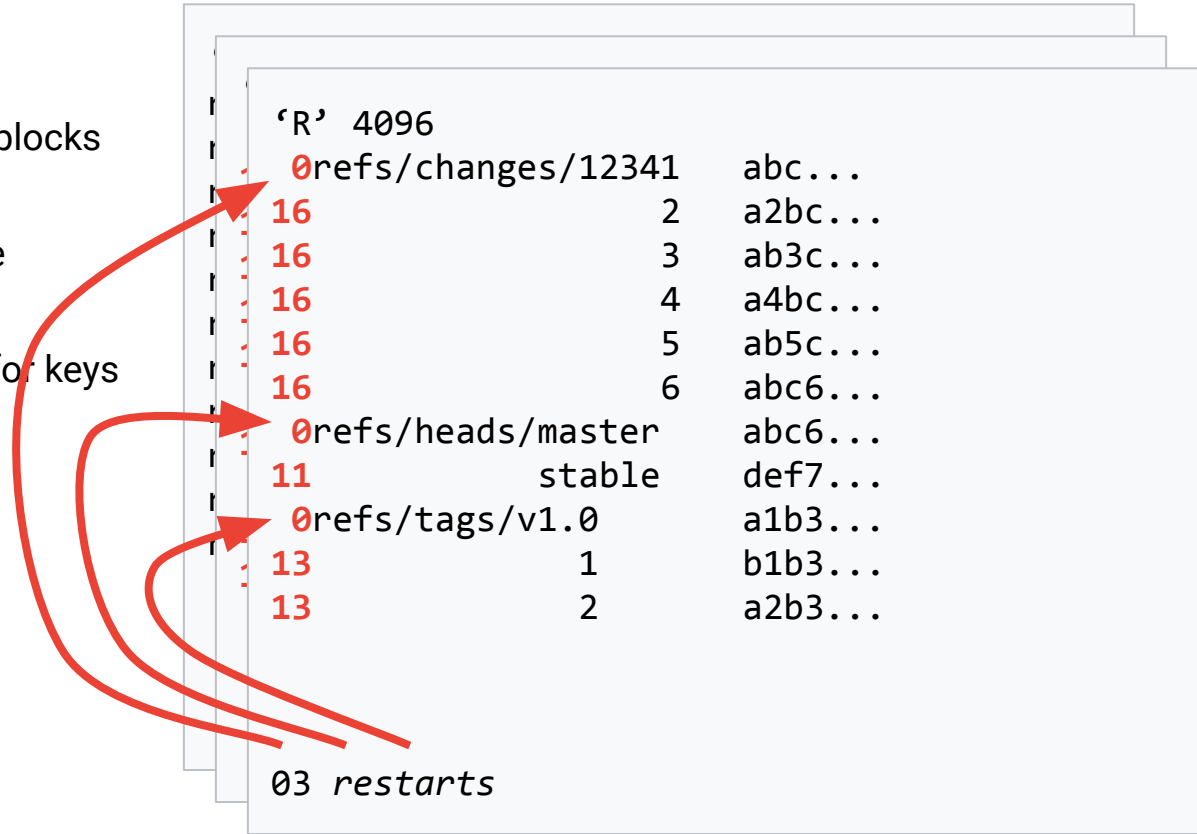 blocks
for keys
‘R’ 4096
0refs/changes/12341 abc...
16 2 a2bc...
16 3 ab3c...
16 4 a4bc...
16 5 ab5c...
16 6 abc6...
0refs/heads/master abc6...
11 stable def7...
0refs/tags/v1.0 a1b3...
13 1 b1b3...
13 2 a2b3...
03 restarts